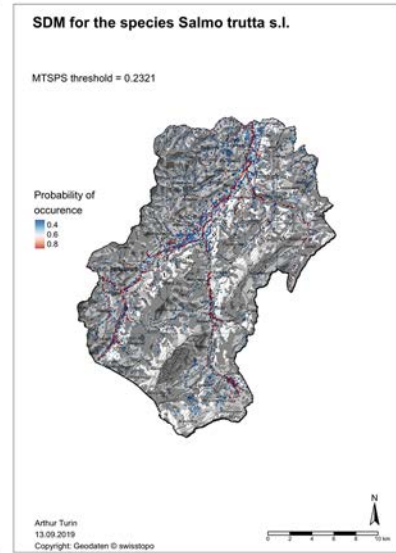 SDM for the species Salmo trutta s.l.
MTSPS threshold = 0.2321
Probability of
occurence
0.4
0.6
0.8
N
0 2 4 6 8 10 km
Arthur Turin
13.09.2019
Copyright: Geodaten © swisstopo